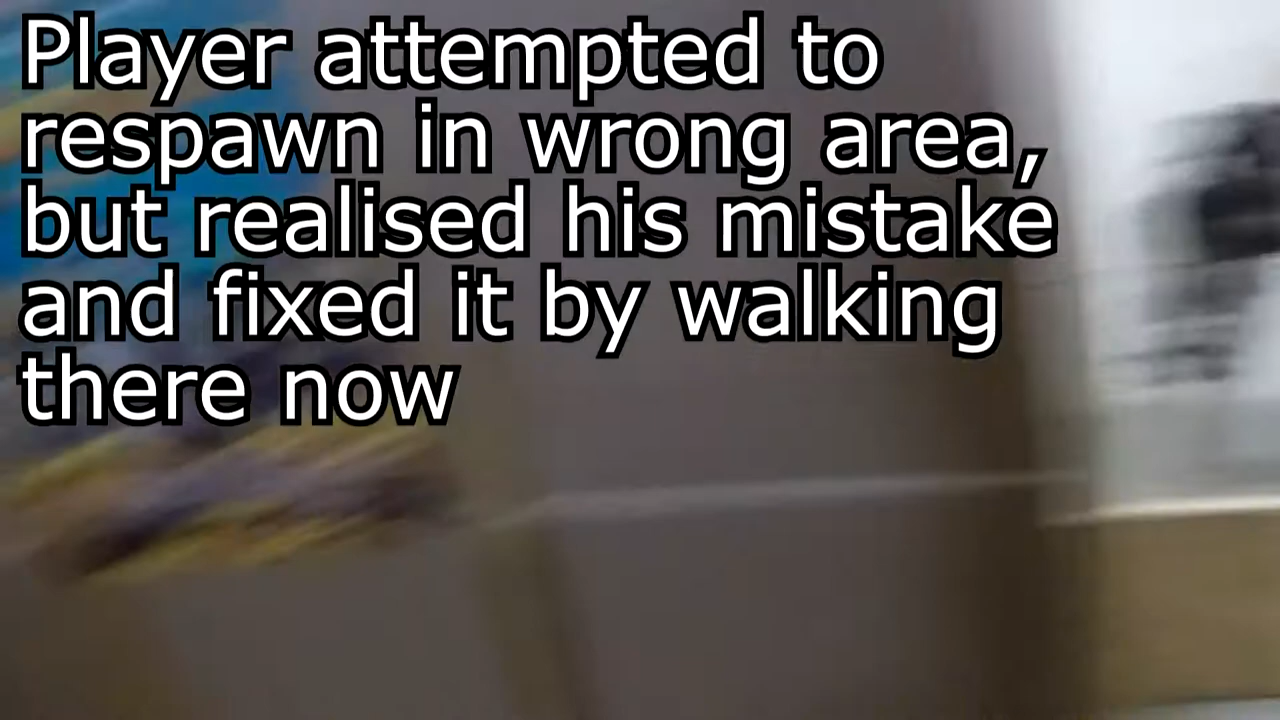 Player attempted to
respawn in wrong area,
but realised his mistake
and fixed it by walking
there now